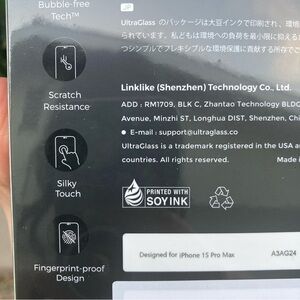 Bubble-free
Tech™
JP
UltraGlass のパッケージは大豆インクで印刷され、環境
られています。私どもは環境への負荷を最小限に抑える
つシンプルでフレキシブルな環境保護に貢献する所存でご
Scratch
Resistance
Linklike (Shenzhen) Technology Co., Ltd.
ADD : RM1709, BLK C, Zhantao Technology BLDG
Avenue, Minzhi ST, Longhua DIST, Shenzhen, Chi
E-mail : support@ultraglass.co
UltraGlass is a trademark registered in the USA a
countries. All rights reserved. Made i
Silky
Touch
PRINTED WITH
SOY INK
Designed for iPhone 15 Pro Max A3AG24
Fingerprint-proof
Design